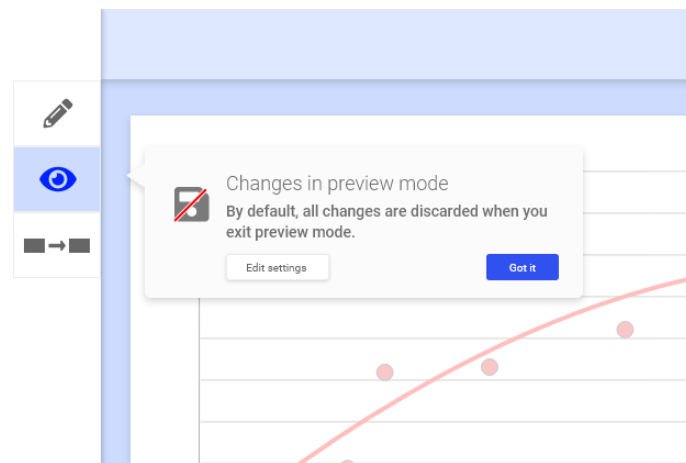 Changes in preview mode
By default, all changes are discarded when you
exit preview mode.
Edit settings
Got it